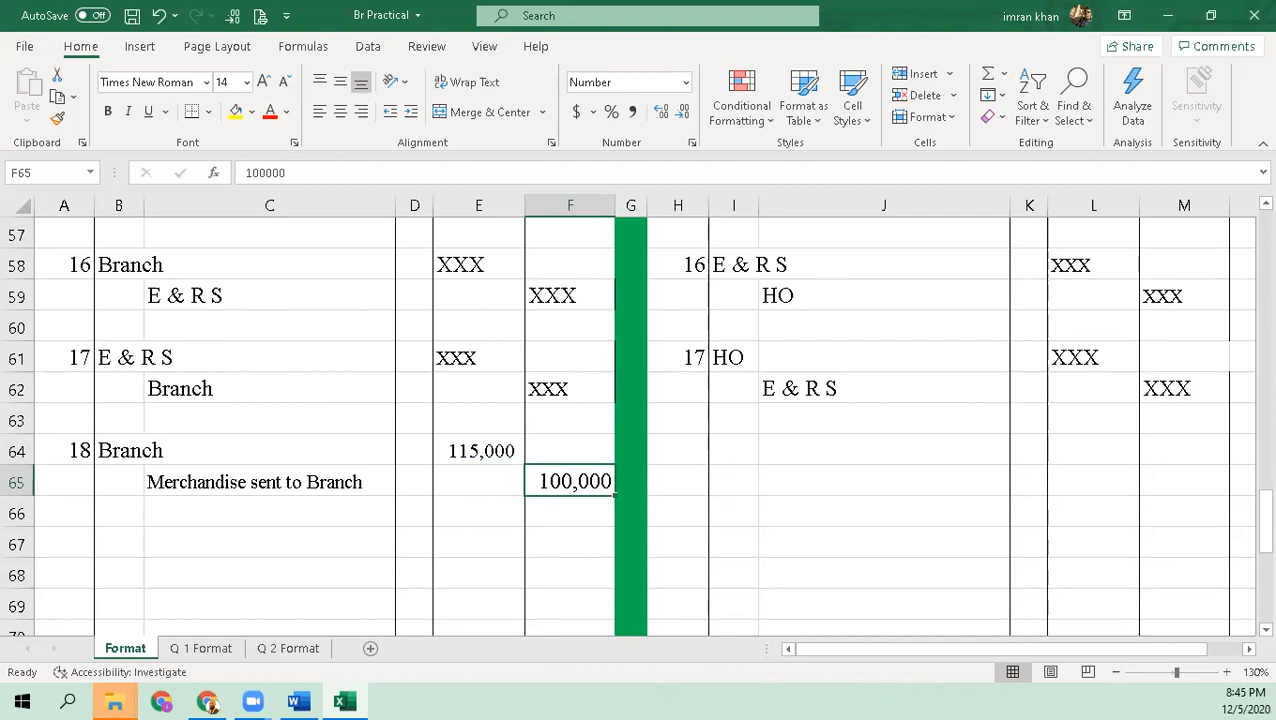 AutoSave Off Br Practical Search imran khan
File Home Insert Page Layout Formulas Data Review View Help Share Comments
Paste Times New Roman 14 A A Wrap Text Number Conditional Formatting Format as Table Cell Styles Insert Delete Format Sort & Filter Find & Select Analyze Data Sensitivity
B I U A Merge & Center $ % ,
Clipboard Font Alignment Number Styles Cells Editing Analysis Sensitivity
F65 fx 100000
A B C D E F G H I J K L M
57
58 16 Branch XXX 16 E & R S XXX
59 E & R S XXX HO XXX
60
61 17 E & R S XXX 17 HO XXX
62 Branch XXX E & R S XXX
63
64 18 Branch 115,000
65 Merchandise sent to Branch 100,000
66
67
68
69
Format Q 1 Format Q 2 Format
Ready Accessibility: Investigate 130%
8:45 PM
12/5/2020